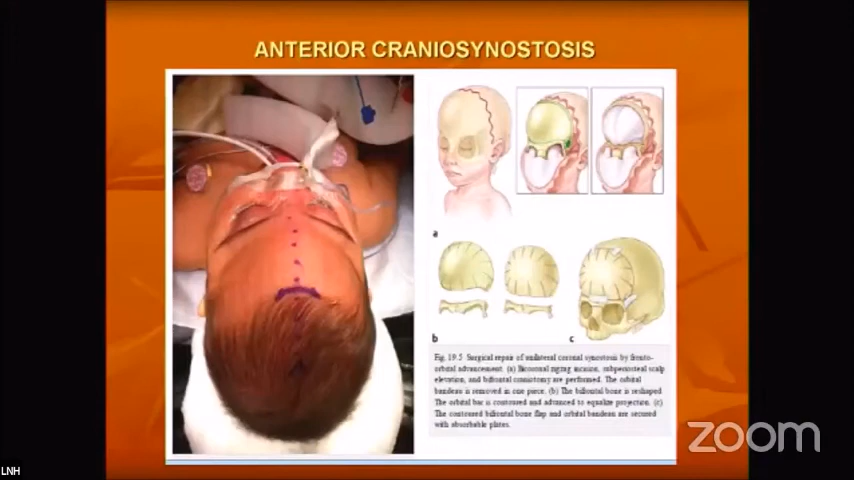 ANTERIOR CRANIOSYNOSTOSIS
a
b
c
Fig. 19.5 Surgical repair of unilateral coronal synostosis by fronto-
orbital advancement. (a) Bicoronal zigzag incision, subperiosteal scalp
elevation, and bifrontal craniotomy are performed. The orbital
bandeau is removed in one piece. (b) The bifrontal bone is reshaped
The orbital bar is contoured and advanced to equalize projection. (c)
The contoured bifrontal bone flap and orbital bandeau are secured
with absorbable plates.
zoom
LNH